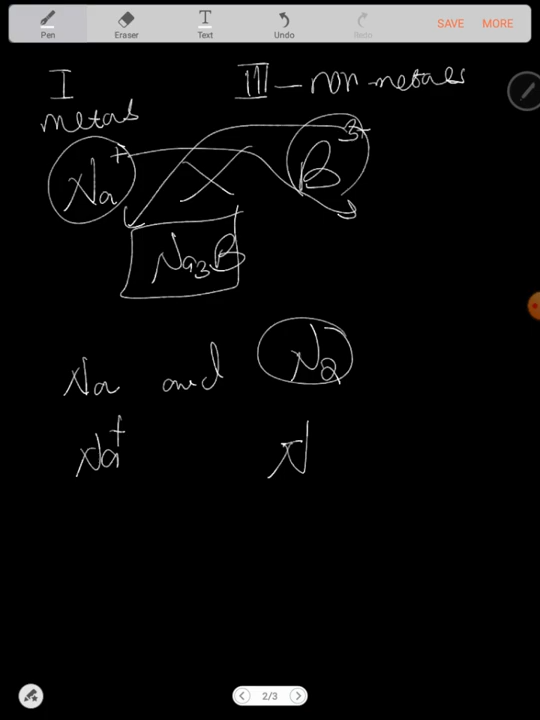 Pen Eraser Text Undo Redo SAVE MORE
I III - non metals
metals
Na+ B3+
Na3B
Na and N2
Na+ N
2/3